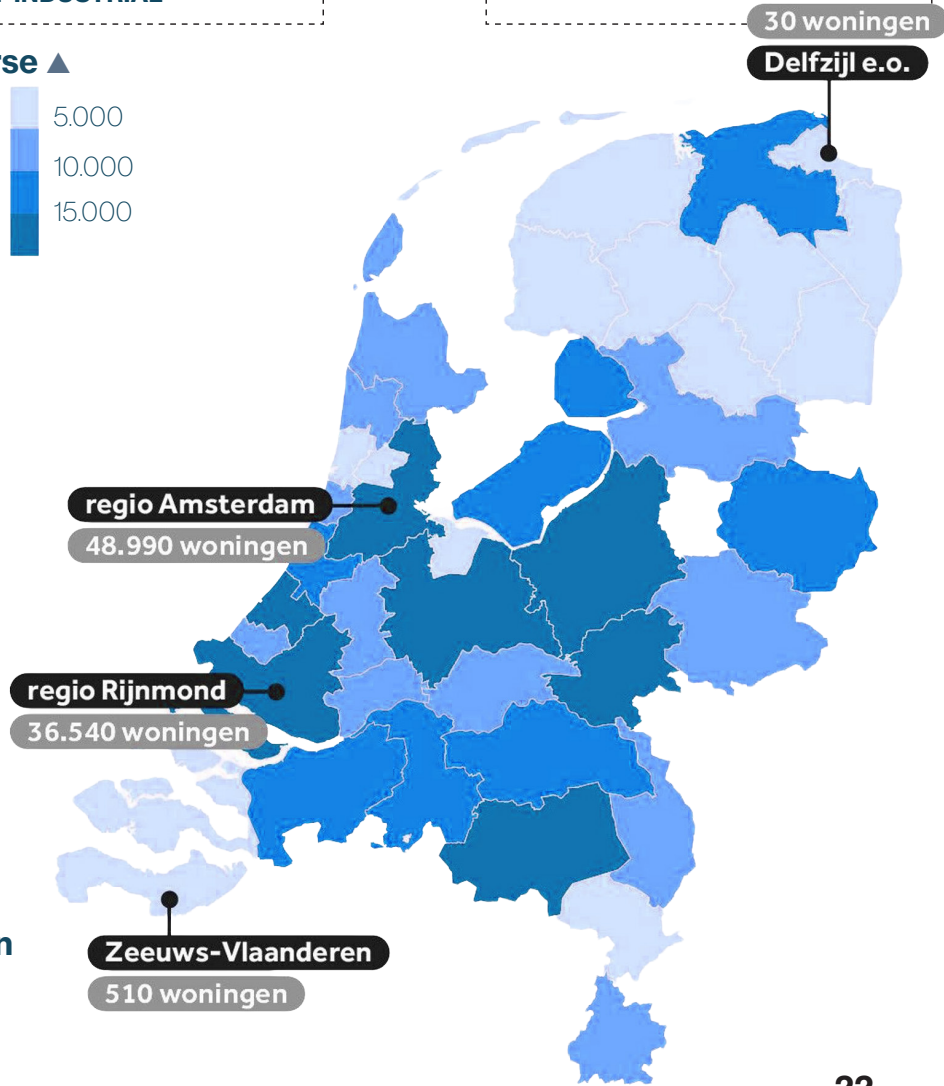 INDUSTRIAL
30 woningen
Delfzijl e.o.
5.000
10.000
15.000
regio Amsterdam
48.990 woningen
regio Rijnmond
36.540 woningen
Zeeuws-Vlaanderen
510 woningen